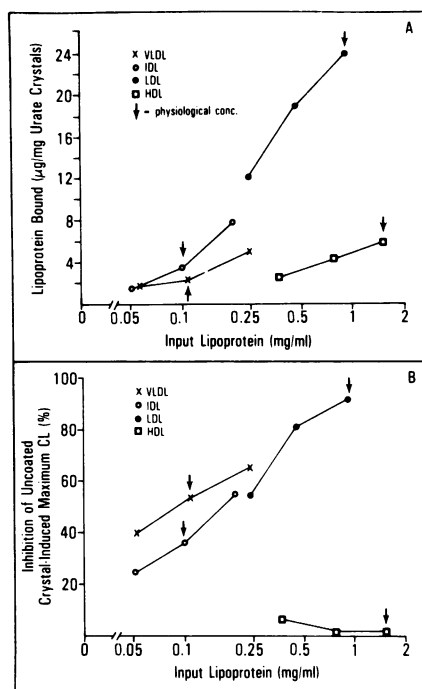 A
× VLDL
○ IDL
● LDL
□ HDL
↓ - physiological conc.
Lipoprotein Bound (µg/mg Urate Crystals)
24
20
16
12
8
4
0
0.05
0.1
0.25
0.5
1
2
Input Lipoprotein (mg/ml)
B
× VLDL
○ IDL
● LDL
□ HDL
Inhibition of Uncoated
Crystal-Induced Maximum CL (%)
100
80
60
40
20
0
0.05
0.1
0.25
0.5
1
2
Input Lipoprotein (mg/ml)